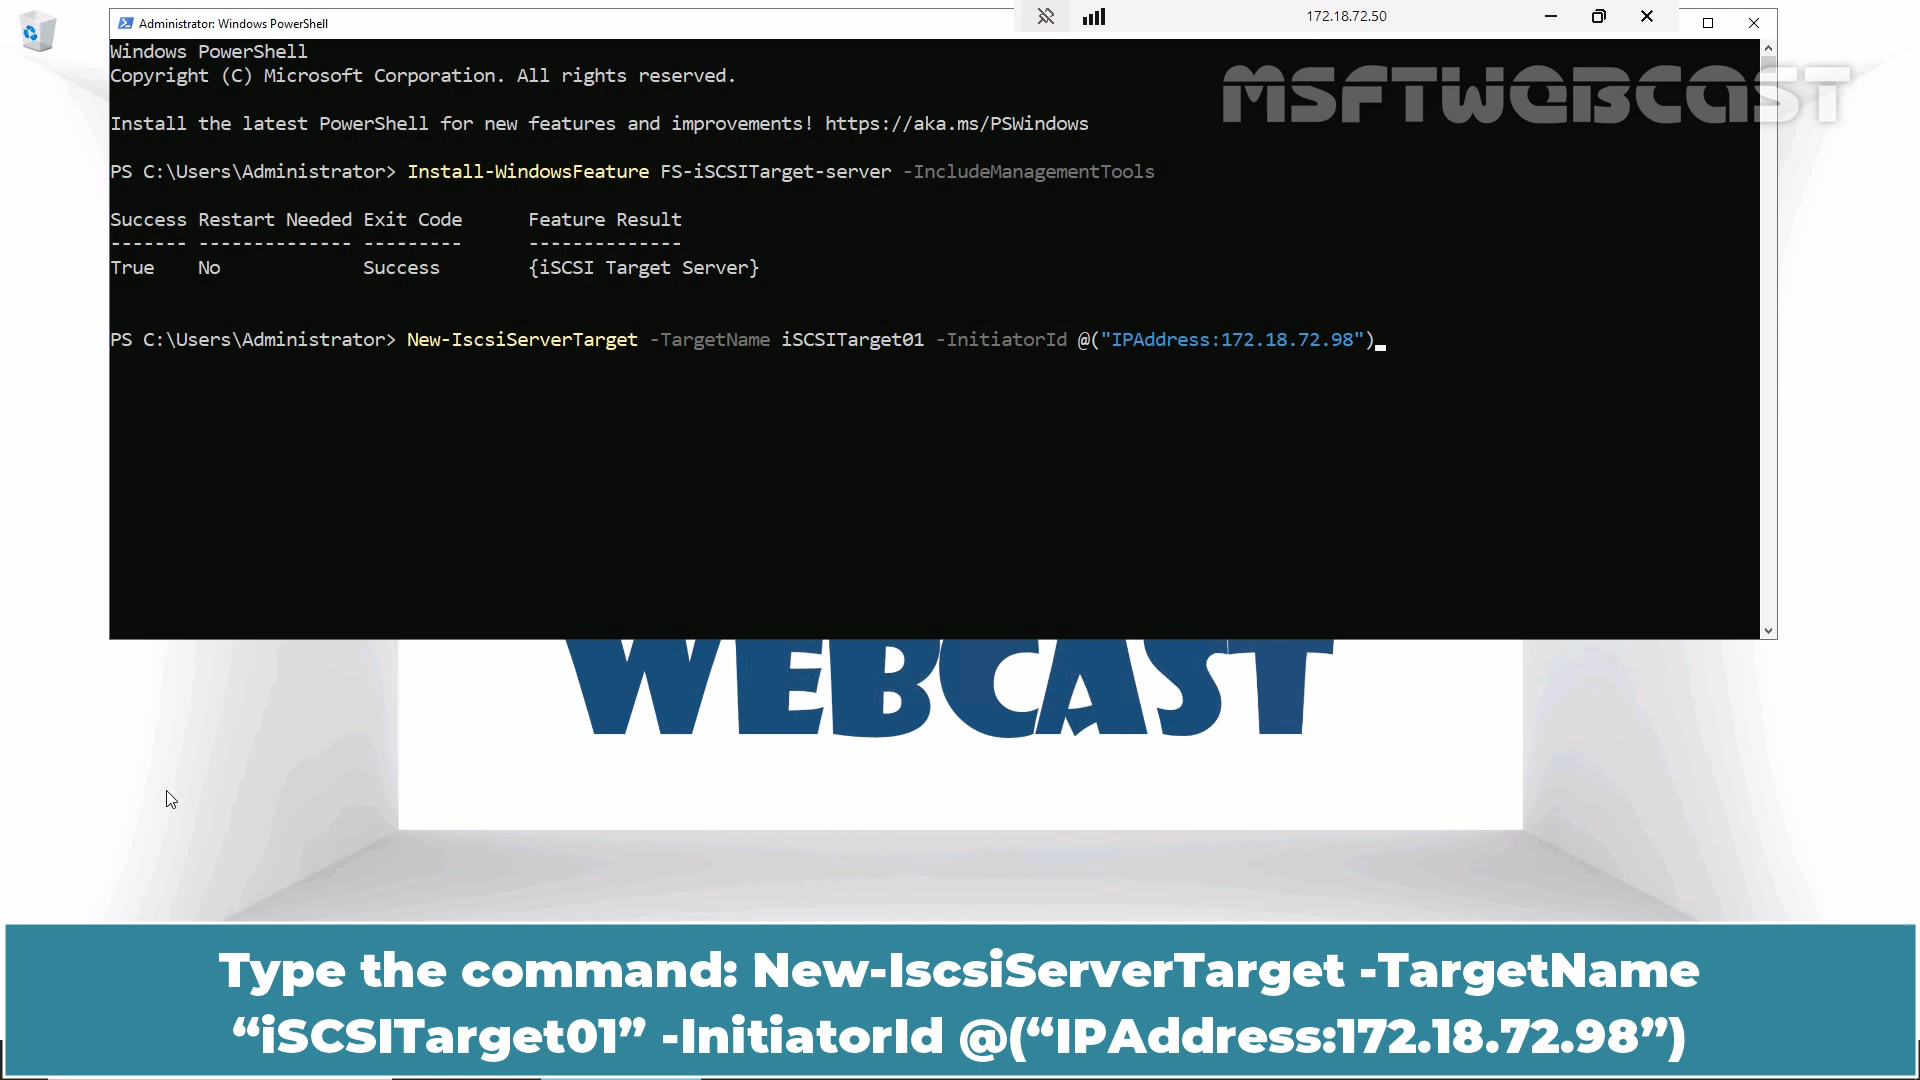 Administrator: Windows PowerShell
172.18.72.50
Windows PowerShell
Copyright (C) Microsoft Corporation. All rights reserved.
MSFTWEBCAST
Install the latest PowerShell for new features and improvements! https://aka.ms/PSWindows
PS C:\Users\Administrator> Install-WindowsFeature FS-iSCSITarget-server -IncludeManagementTools
Success Restart Needed Exit Code      Feature Result
------- -------------- ---------      --------------
True    No             Success        {iSCSI Target Server}
PS C:\Users\Administrator> New-IscsiServerTarget -TargetName iSCSITarget01 -InitiatorId @("IPAddress:172.18.72.98")
WEBCAST
Type the command: New-IscsiServerTarget -TargetName
“iSCSITarget01” -InitiatorId @(“IPAddress:172.18.72.98”)